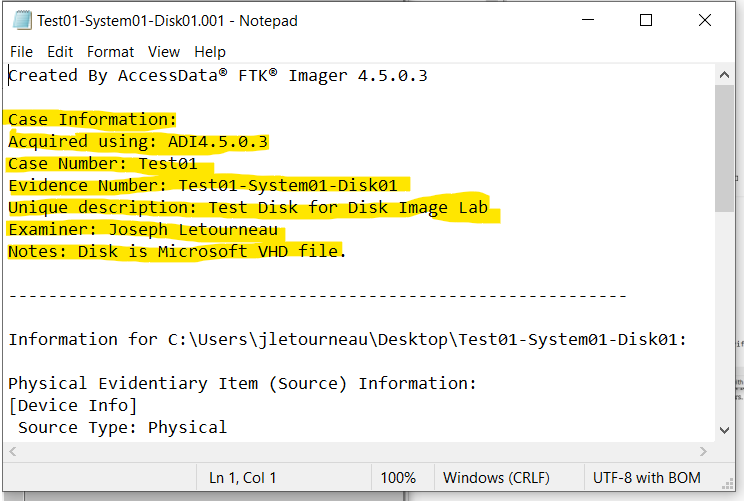 Test01-System01-Disk01.001 - Notepad
File Edit Format View Help
Created By AccessData® FTK® Imager 4.5.0.3
Case Information:
Acquired using: ADI4.5.0.3
Case Number: Test01
Evidence Number: Test01-System01-Disk01
Unique description: Test Disk for Disk Image Lab
Examiner: Joseph Letourneau
Notes: Disk is Microsoft VHD file.
--------------------------------------------------------------
Information for C:\Users\jletourneau\Desktop\Test01-System01-Disk01:
Physical Evidentiary Item (Source) Information:
[Device Info]
Source Type: Physical
Ln 1, Col 1 100% Windows (CRLF) UTF-8 with BOM